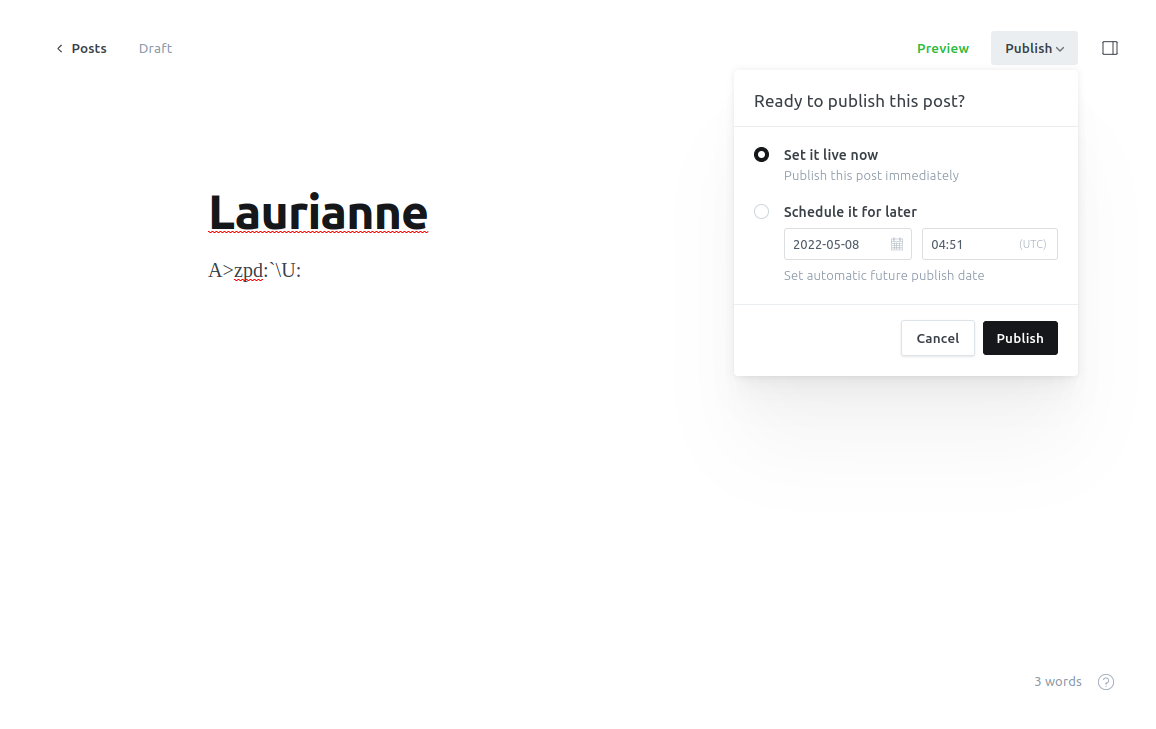 Posts
Draft
Preview
Publish
Ready to publish this post?
Set it live now
Publish this post immediately
Schedule it for later
2022-05-08
04:51 (UTC)
Set automatic future publish date
Cancel
Publish
Laurianne
A>zpd:`\U:
3 words
?